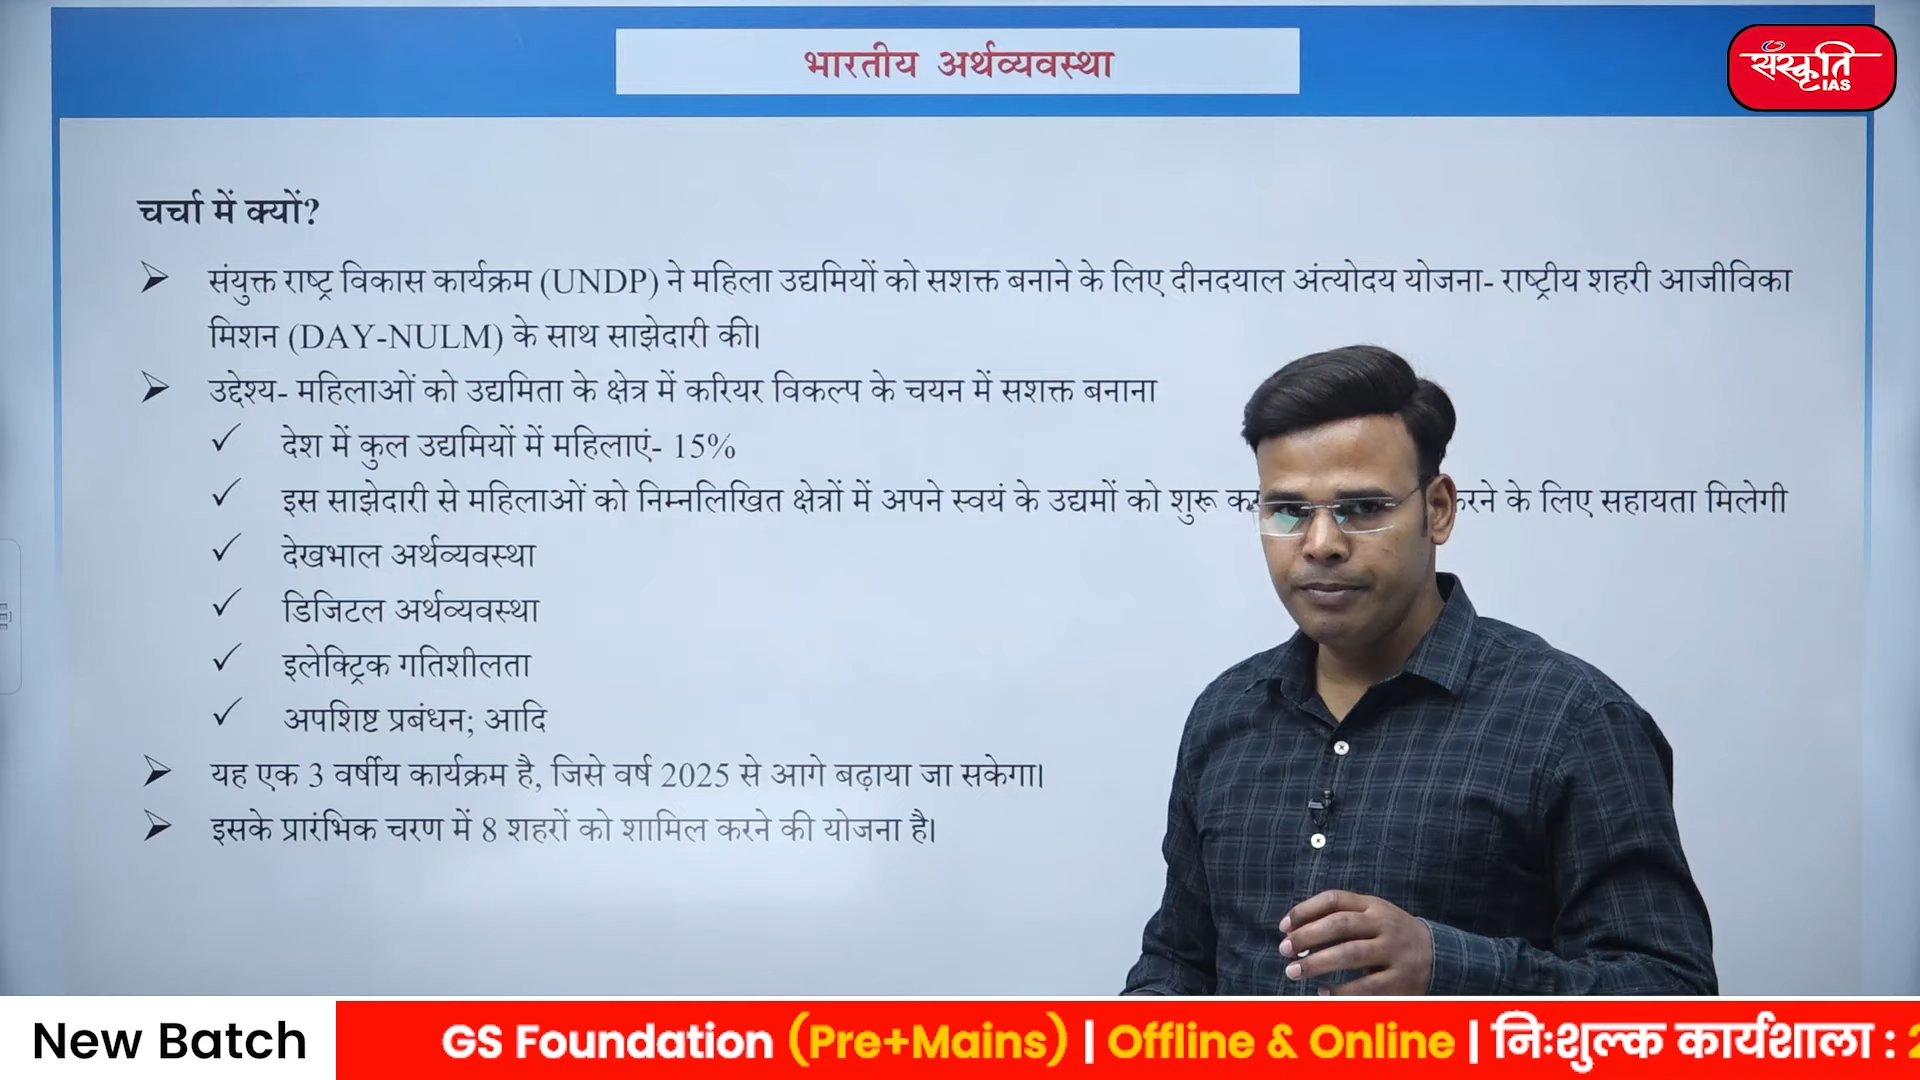 भारतीय अर्थव्यवस्था
संस्कृति
IAS
चर्चा में क्यों?
➢ संयुक्त राष्ट्र विकास कार्यक्रम (UNDP) ने महिला उद्यमियों को सशक्त बनाने के लिए दीनदयाल अंत्योदय योजना- राष्ट्रीय शहरी आजीविका
मिशन (DAY-NULM) के साथ साझेदारी की।
➢ उद्देश्य- महिलाओं को उद्यमिता के क्षेत्र में करियर विकल्प के चयन में सशक्त बनाना
✓ देश में कुल उद्यमियों में महिलाएं- 15%
✓ इस साझेदारी से महिलाओं को निम्नलिखित क्षेत्रों में अपने स्वयं के उद्यमों को शुरू करने के लिए सहायता मिलेगी
✓ देखभाल अर्थव्यवस्था
✓ डिजिटल अर्थव्यवस्था
✓ इलेक्ट्रिक गतिशीलता
✓ अपशिष्ट प्रबंधन; आदि
➢ यह एक 3 वर्षीय कार्यक्रम है, जिसे वर्ष 2025 से आगे बढ़ाया जा सकेगा।
➢ इसके प्रारंभिक चरण में 8 शहरों को शामिल करने की योजना है।
New Batch GS Foundation (Pre+Mains) | Offline & Online | निःशुल्क कार्यशाला :